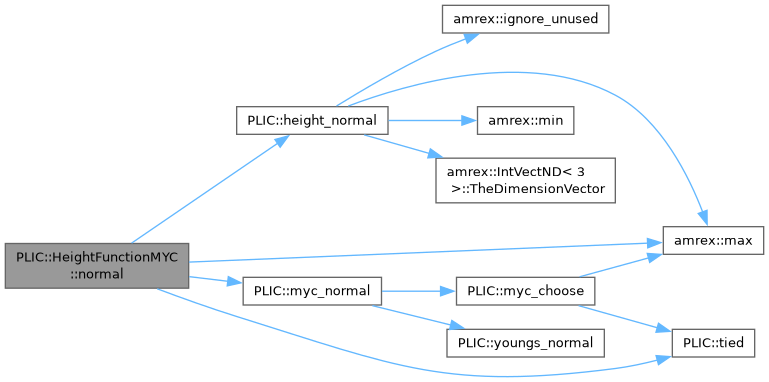 amrex::ignore_unused
PLIC::height_normal
amrex::min
amrex::IntVectND< 3
>::TheDimensionVector
amrex::max
PLIC::HeightFunctionMYC
::normal
PLIC::myc_normal
PLIC::myc_choose
PLIC::youngs_normal
PLIC::tied